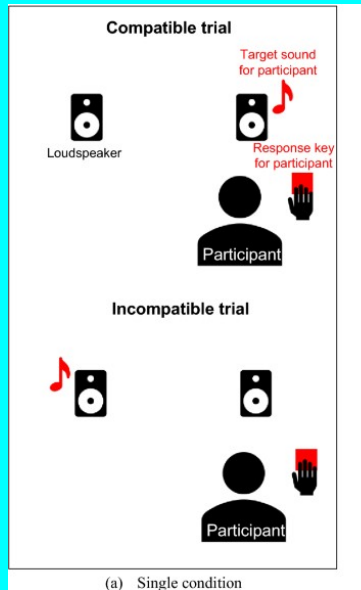 Compatible trial
Target sound
for participant
Loudspeaker
Response key
for participant
Participant
Incompatible trial
Participant
(a) Single condition